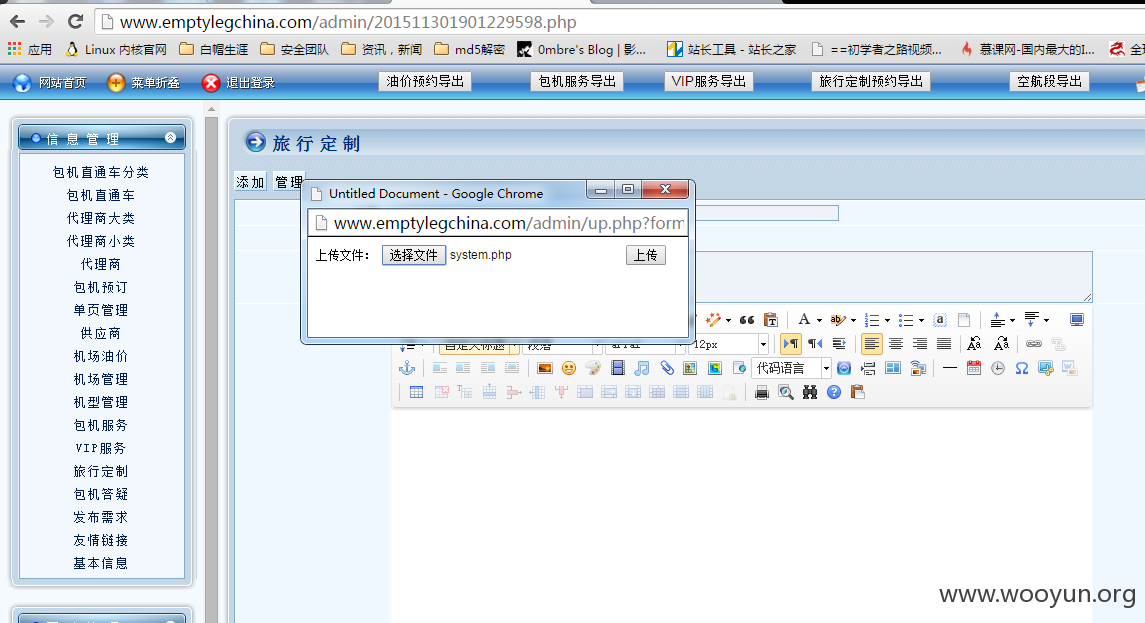 www.emptylegchina.com/admin/201511301901229598.php
应用 Linux 内核官网 白帽生涯 安全团队 资讯，新闻 md5解密 0mbre's Blog | 影... 站长工具 - 站长之家 ==初学者之路视频... 慕课网-国内最大的I...
网站首页 菜单折叠 退出登录 油价预约导出 包机服务导出 VIP服务导出 旅行定制预约导出 空航段导出
信息管理
包机直通车分类
包机直通车
代理商大类
代理商小类
代理商
包机预订
单页管理
供应商
机场油价
机场管理
机型管理
包机服务
VIP服务
旅行定制
包机答疑
发布需求
友情链接
基本信息
旅行定制
添加 管理
Untitled Document - Google Chrome
www.emptylegchina.com/admin/up.php?form
上传文件： 选择文件 system.php 上传
12px
代码语言
www.wooyun.org